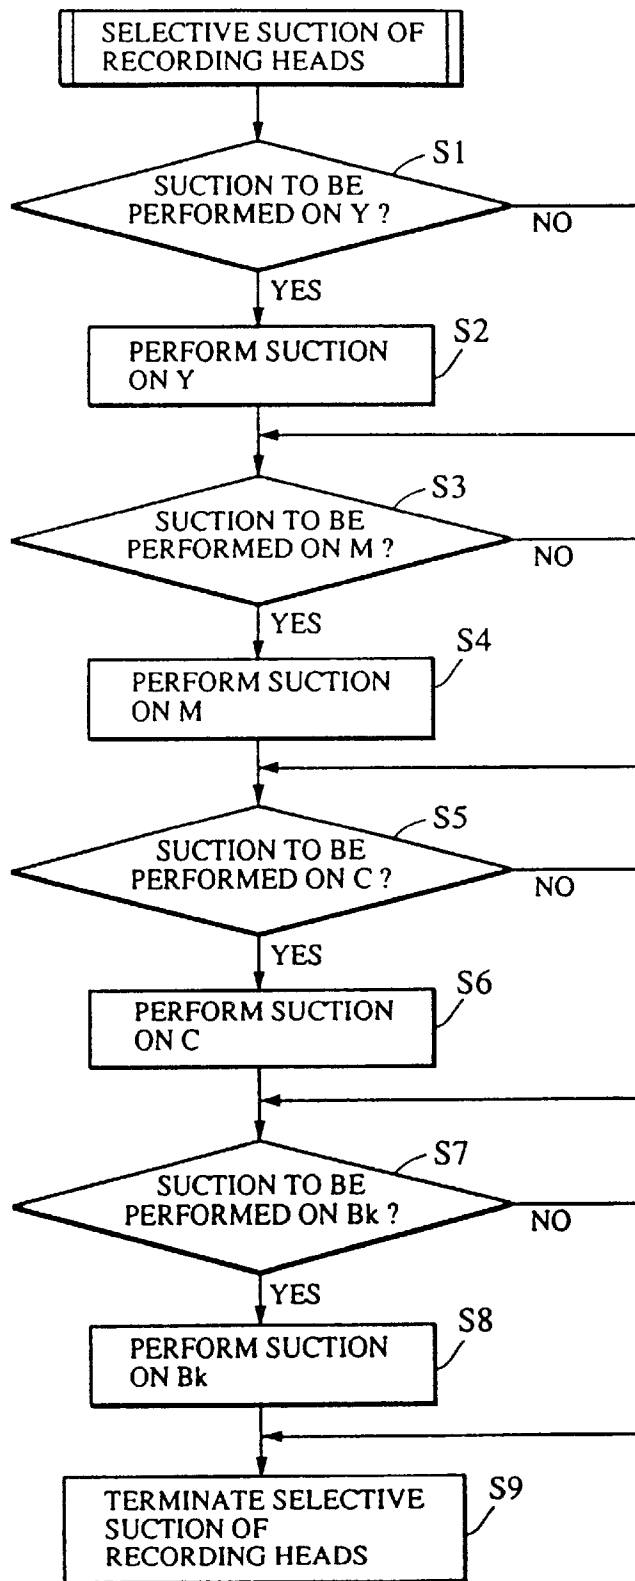 SELECTIVE SUCTION OF
RECORDING HEADS
S1
SUCTION TO BE
PERFORMED ON Y ?
NO
YES
S2
PERFORM SUCTION
ON Y
S3
SUCTION TO BE
PERFORMED ON M ?
NO
YES
S4
PERFORM SUCTION
ON M
S5
SUCTION TO BE
PERFORMED ON C ?
NO
YES
S6
PERFORM SUCTION
ON C
S7
SUCTION TO BE
PERFORMED ON Bk ?
NO
YES
S8
PERFORM SUCTION
ON Bk
S9
TERMINATE SELECTIVE
SUCTION OF
RECORDING HEADS